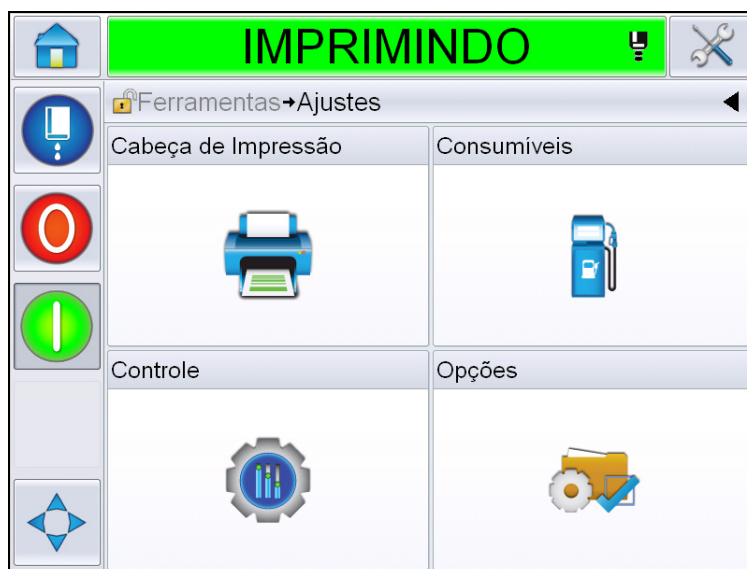 IMPRIMINDO
Ferramentas→Ajustes
Cabeça de Impressão
Consumíveis
Controle
Opções